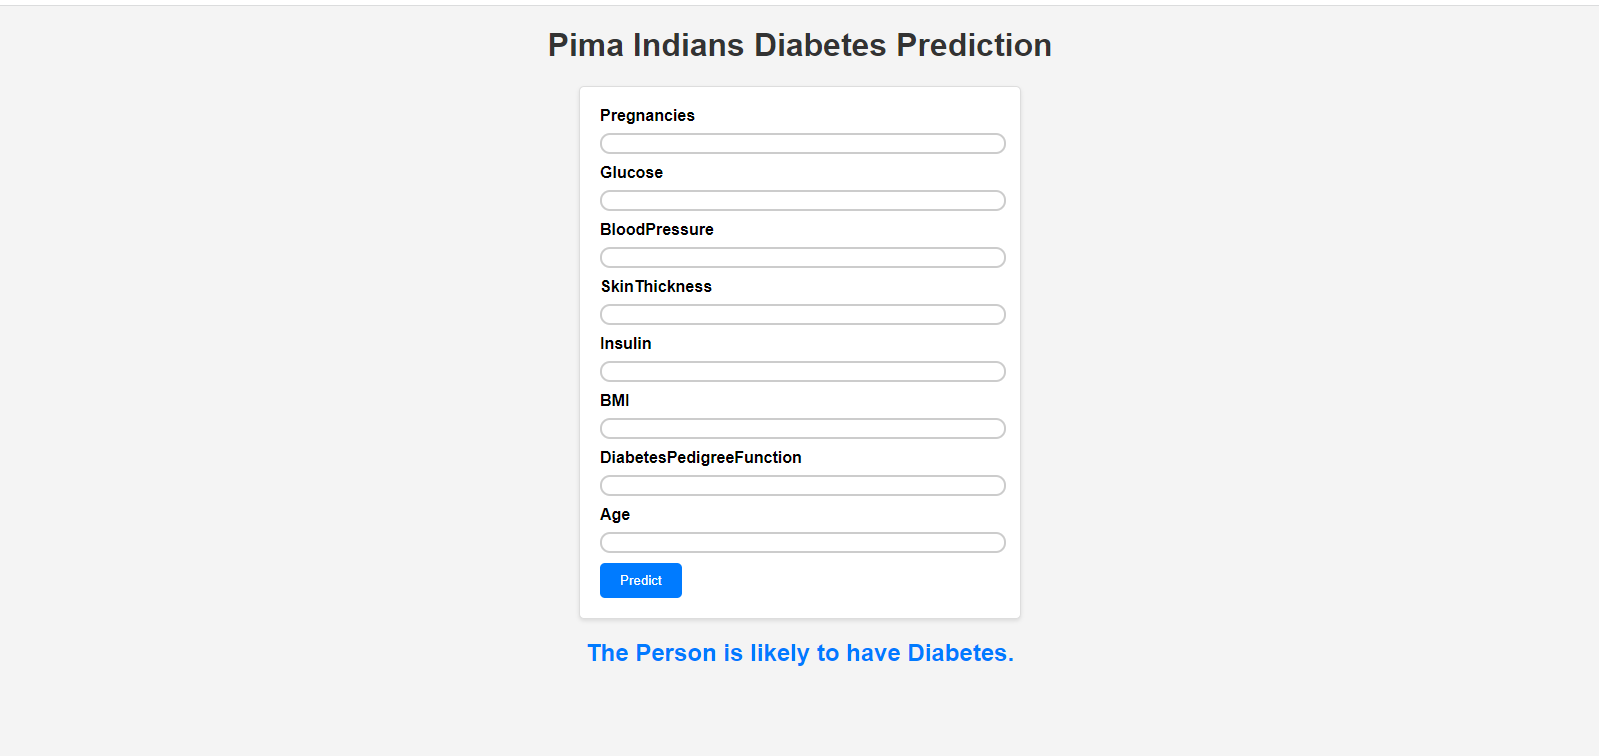 Pima Indians Diabetes Prediction
Pregnancies
Glucose
BloodPressure
SkinThickness
Insulin
BMI
DiabetesPedigreeFunction
Age
Predict
The Person is likely to have Diabetes.